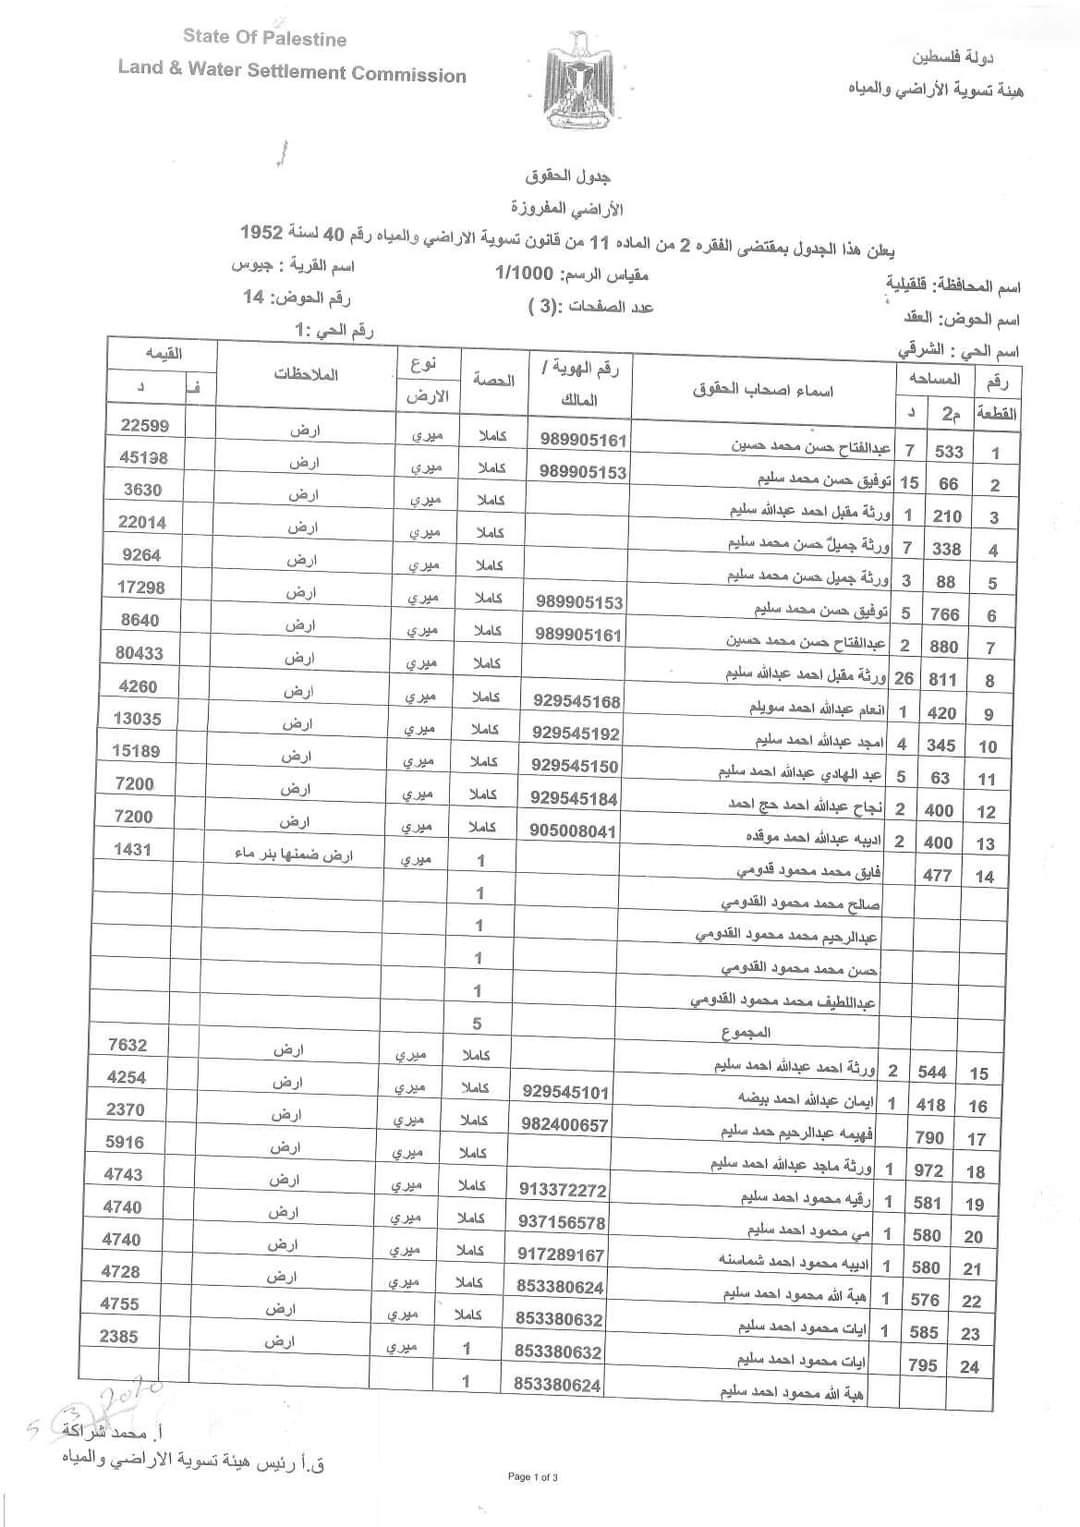 State Of Palestine
Land & Water Settlement Commission
دولة فلسطين
هيئة تسوية الأراضي والمياه
جدول الحقوق
الأراضي المفروزة
يعلن هذا الجدول بمقتضى الفقره 2 من الماده 11 من قانون تسوية الاراضي والمياه رقم 40 لسنة 1952
اسم المحافظة: قلقيلية مقياس الرسم: 1/1000 اسم القرية : جيوس
اسم الحوض: العقد عدد الصفحات :(3 ) رقم الحوض: 14
اسم الحي : الشرقي رقم الحي :1
رقم القطعة المساحه م2 د اسماء اصحاب الحقوق رقم الهوية / المالك الحصة نوع الارض الملاحظات القيمه ف د
1 533 7 عبدالفتاح حسن محمد حسين 989905161 كاملا ميري ارض 22599
2 66 15 توفيق حسن محمد سليم 989905153 كاملا ميري ارض 45198
3 210 1 ورثة مقبل احمد عبدالله سليم كاملا ميري ارض 3630
4 338 7 ورثة جميل حسن محمد سليم كاملا ميري ارض 22014
5 88 3 ورثة جميل حسن محمد سليم كاملا ميري ارض 9264
6 766 5 توفيق حسن محمد سليم 989905153 كاملا ميري ارض 17298
7 880 2 عبدالفتاح حسن محمد حسين 989905161 كاملا ميري ارض 8640
8 811 26 ورثة مقبل احمد عبدالله سليم كاملا ميري ارض 80433
9 420 1 انعام عبدالله احمد سويلم 929545168 كاملا ميري ارض 4260
10 345 4 امجد عبدالله احمد سليم 929545192 كاملا ميري ارض 13035
11 63 5 عبد الهادي عبدالله احمد سليم 929545150 كاملا ميري ارض 15189
12 400 2 نجاح عبدالله احمد حج احمد 929545184 كاملا ميري ارض 7200
13 400 2 اديبه عبدالله احمد موقده 905008041 كاملا ميري ارض 7200
14 477 فايق محمد محمود قدومي 1 ميري ارض ضمنها بئر ماء 1431
صالح محمد محمود القدومي 1
عبدالرحيم محمد محمود القدومي 1
حسن محمد محمود القدومي 1
عبداللطيف محمد محمود القدومي 1
المجموع 5
15 544 2 ورثة احمد عبدالله احمد سليم كاملا ميري ارض 7632
16 418 1 ايمان عبدالله احمد بيضه 929545101 كاملا ميري ارض 4254
17 790 فهيمه عبدالرحيم حمد سليم 982400657 كاملا ميري ارض 2370
18 972 1 ورثة ماجد عبدالله احمد سليم كاملا ميري ارض 5916
19 581 1 رقيه محمود احمد سليم 913372272 كاملا ميري ارض 4743
20 580 1 مي محمود احمد سليم 937156578 كاملا ميري ارض 4740
21 580 1 اديبه محمود احمد شماسنه 917289167 كاملا ميري ارض 4740
22 576 1 هبة الله محمود احمد سليم 853380624 كاملا ميري ارض 4728
23 585 1 ايات محمود احمد سليم 853380632 كاملا ميري ارض 4755
24 795 ايات محمود احمد سليم 853380632 1 ميري ارض 2385
هبة الله محمود احمد سليم 853380624 1
5 3 2020
أ. محمد شراكة
ق.أ رئيس هيئة تسوية الاراضي والمياه
Page 1 of 3